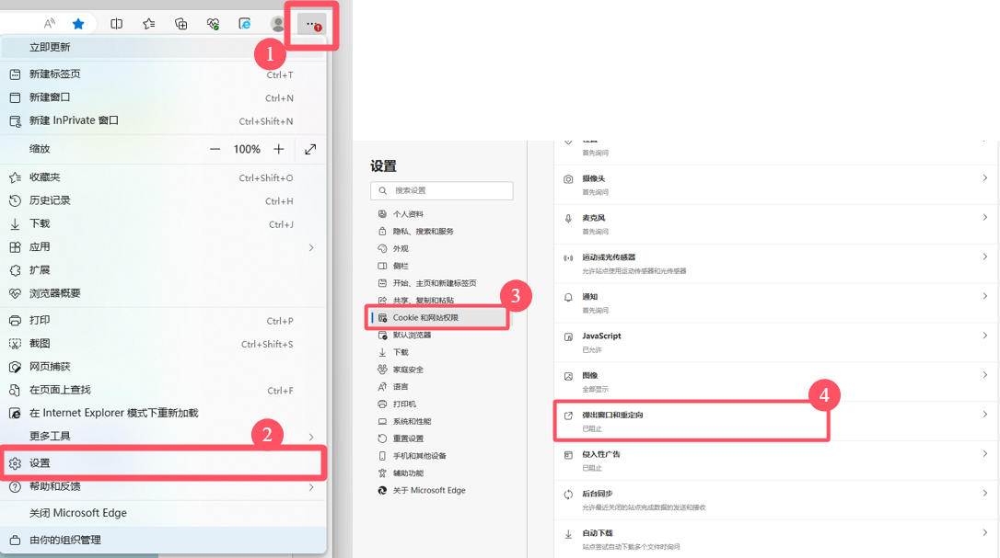 A
1
立即更新
新建标签页 Ctrl+T
新建窗口 Ctrl+N
新建 InPrivate 窗口 Ctrl+Shift+N
缩放 — 100% +
收藏夹 Ctrl+Shift+O
历史记录 Ctrl+H
下载 Ctrl+J
应用
扩展
浏览器概要
打印 Ctrl+P
截图 Ctrl+Shift+S
网页捕获
在页面上查找 Ctrl+F
在 Internet Explorer 模式下重新加载
更多工具
2
设置
帮助和反馈
关闭 Microsoft Edge
由你的组织管理
设置
搜索设置
个人资料
隐私、搜索和服务
外观
侧栏
开始、主页和新建标签页
共享、复制和粘贴
3
Cookie 和网站权限
默认浏览器
下载
家庭安全
语言
打印机
系统和性能
重置设置
手机和其他设备
辅助功能
关于 Microsoft Edge
首先询问
摄像头
首先询问
麦克风
首先询问
运动或光传感器
允许站点使用运动传感器和光传感器
通知
首先询问
JavaScript
已允许
图像
全部显示
4
弹出窗口和重定向
已阻止
侵入性广告
已阻止
后台同步
允许最近关闭的站点完成数据的发送和接收
自动下载
站点尝试自动下载多个文件时询问